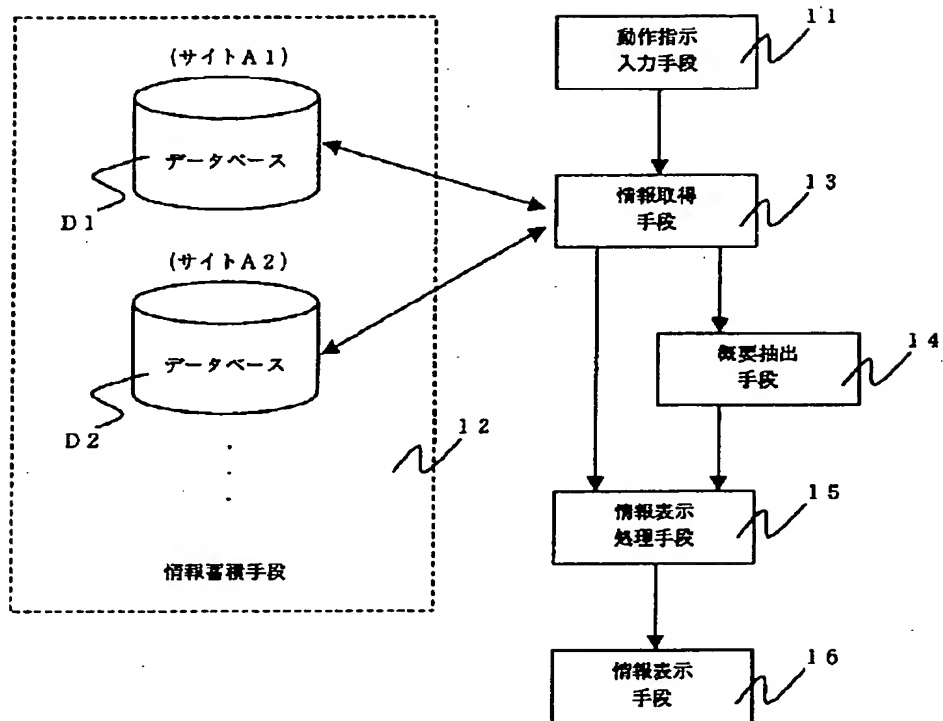 (サイトA1)
データベース
D1
(サイトA2)
データベース
D2
12
情報蓄積手段
動作指示
入力手段
11
情報取得
手段
13
概要抽出
手段
14
情報表示
処理手段
15
情報表示
手段
16